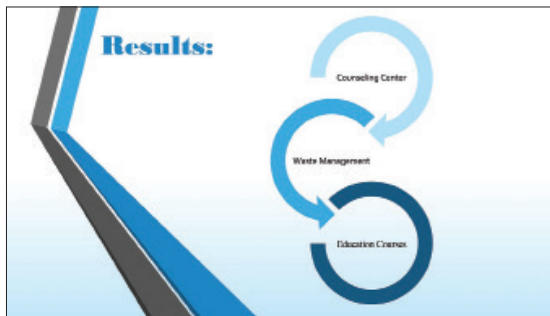 Results:
Counseling Center
Waste Management
Education Courses